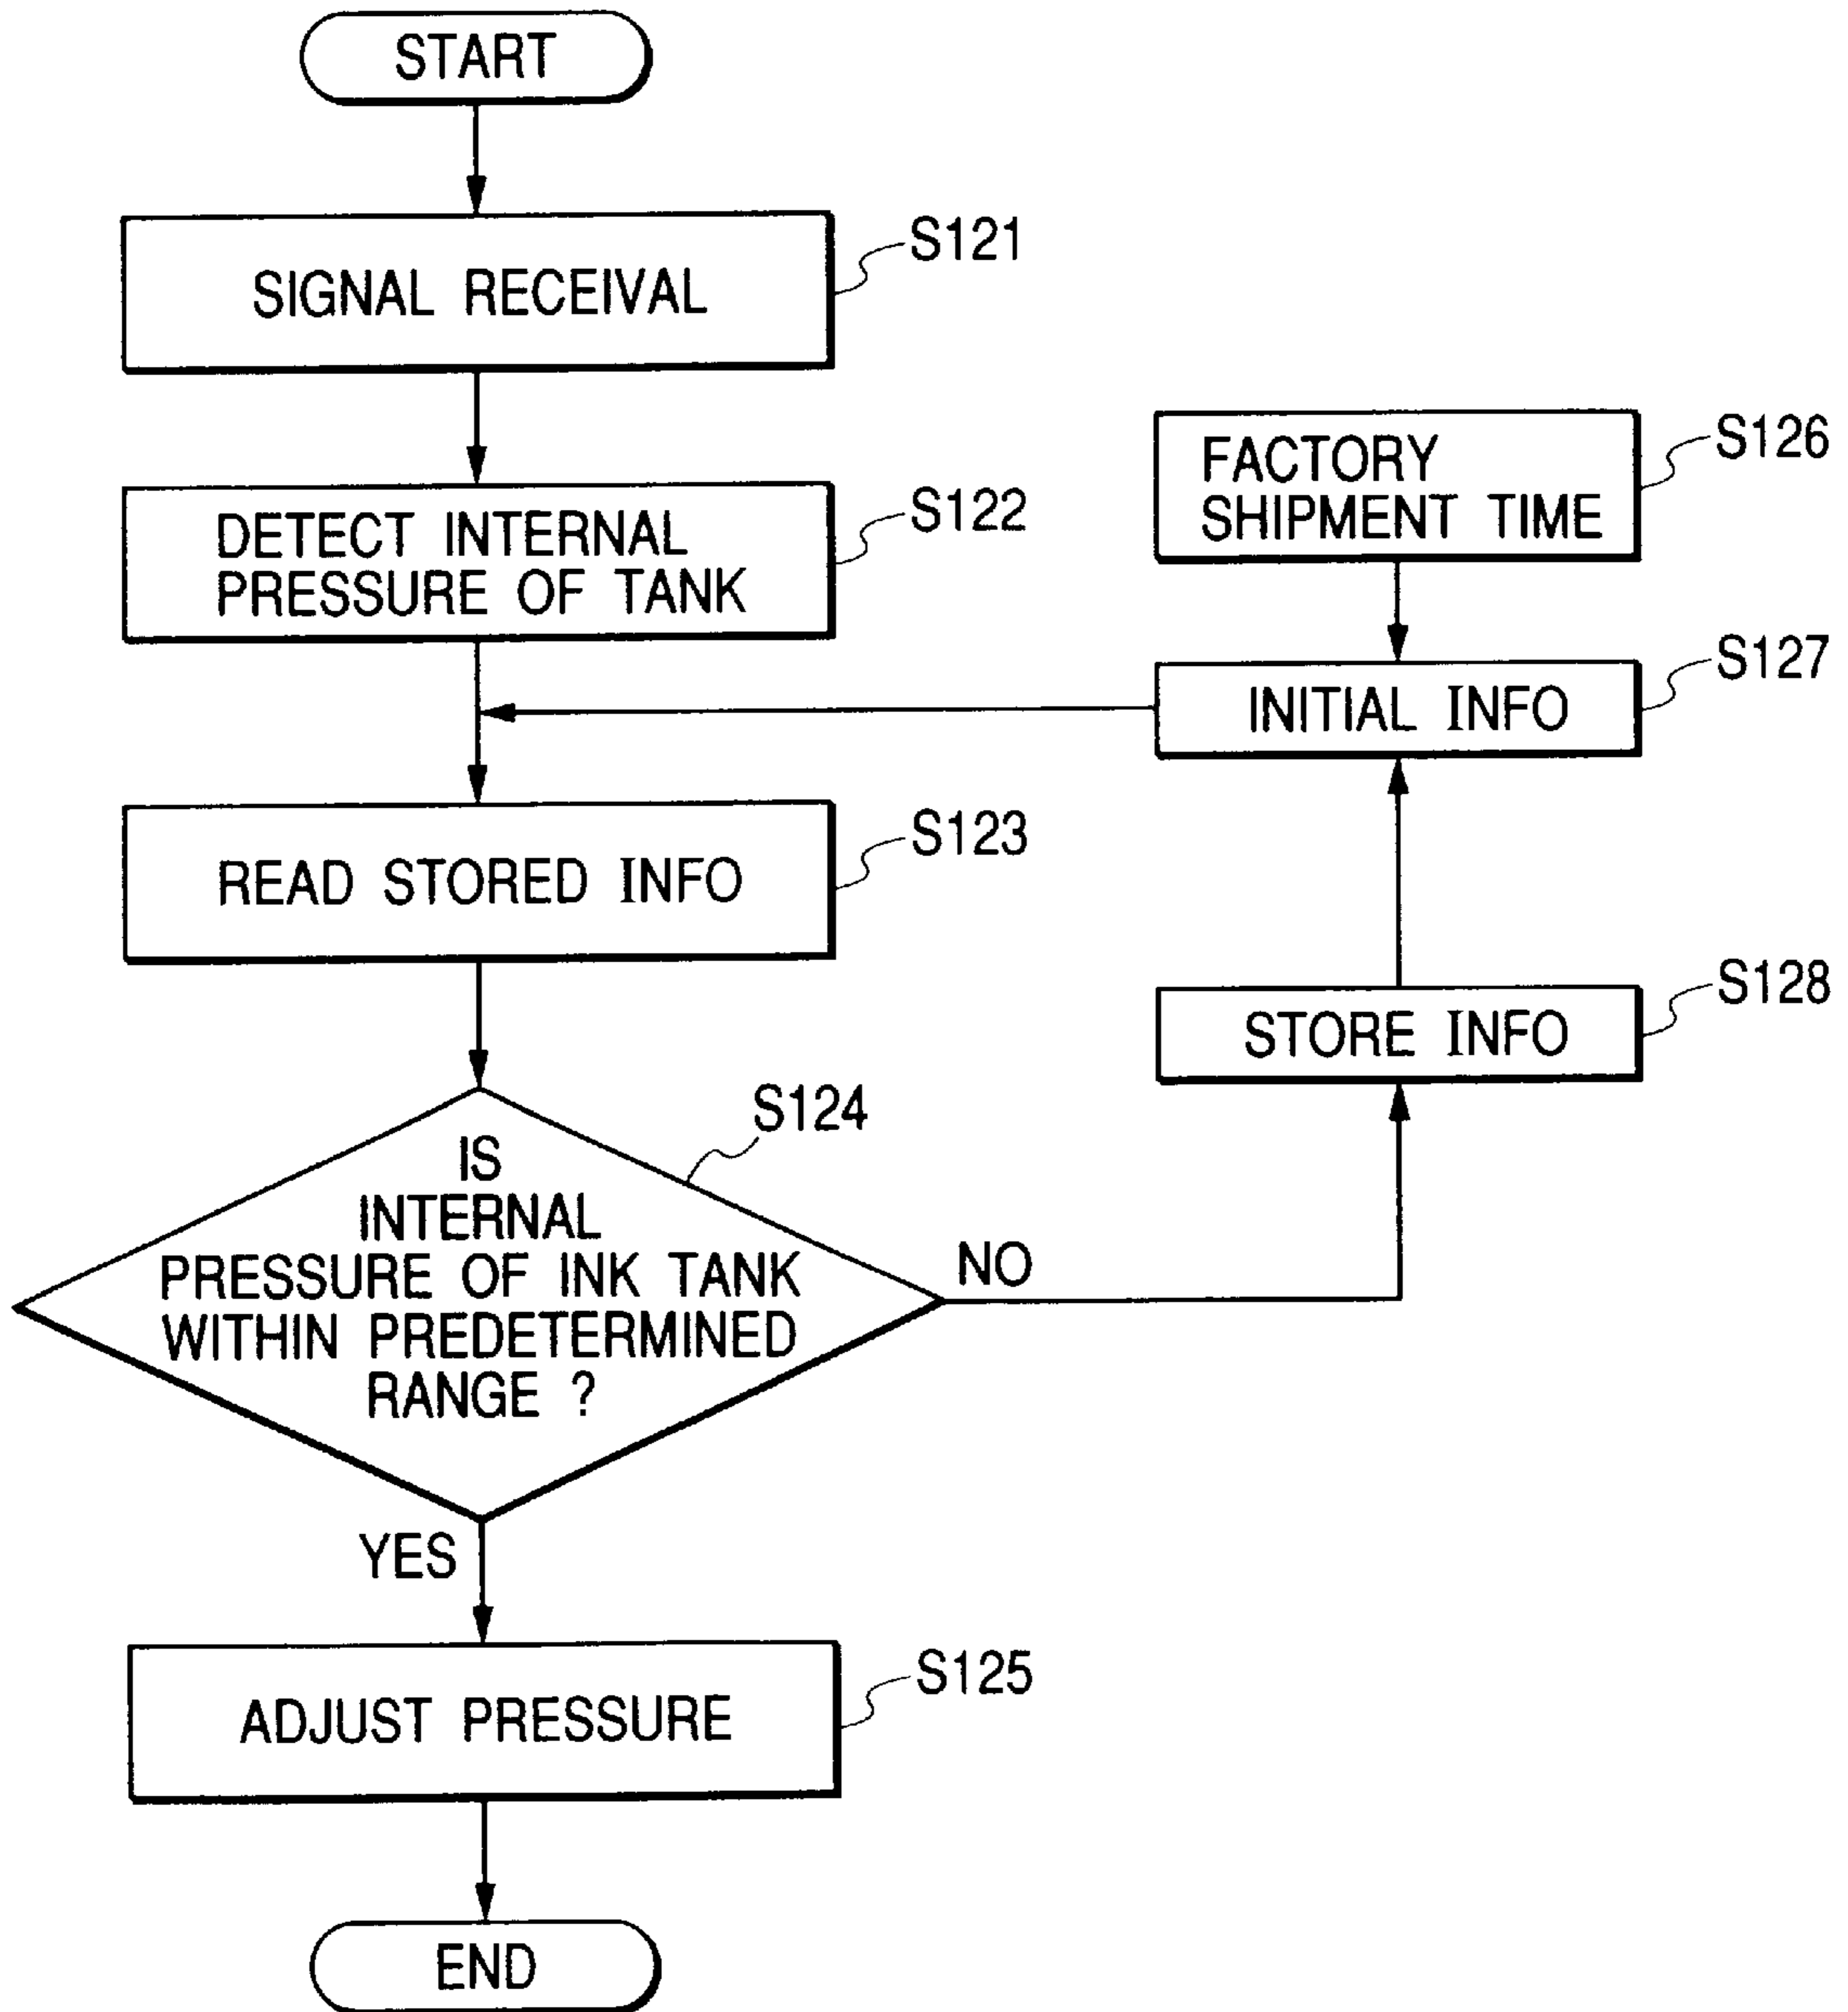 START
SIGNAL RECEIVAL
S121
DETECT INTERNAL
PRESSURE OF TANK
S122
FACTORY
SHIPMENT TIME
S126
INITIAL INFO
S127
READ STORED INFO
S123
STORE INFO
S128
IS
INTERNAL
PRESSURE OF INK TANK
WITHIN PREDETERMINED
RANGE ?
S124
NO
YES
ADJUST PRESSURE
S125
END